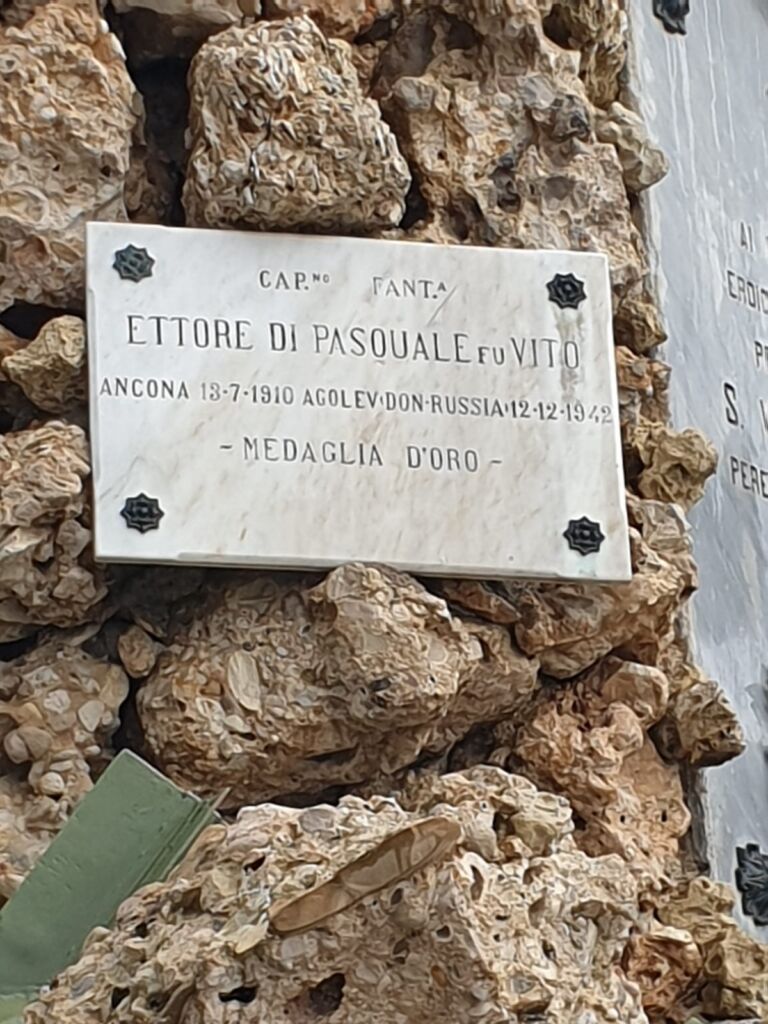 CAP.ᴺᴼ FANT.ᴬ
ETTORE DI PASQUALE FU VITO
ANCONA 13-7-1910 AGOLEV·DON-RUSSIA·12-12-1942
- MEDAGLIA D'ORO -
AI
S.